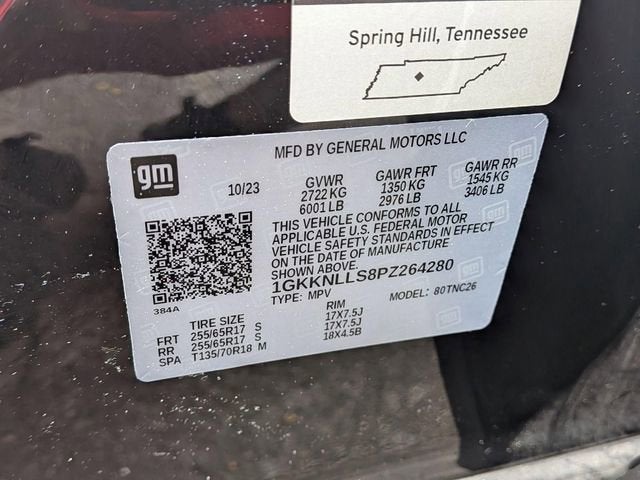 Spring Hill, Tennessee
MFD BY GENERAL MOTORS LLC
gm
10/23
GVWR GAWR FRT GAWR RR
2722 KG 1350 KG 1545 KG
6001 LB 2976 LB 3406 LB
THIS VEHICLE CONFORMS TO ALL
APPLICABLE U.S. FEDERAL MOTOR
VEHICLE SAFETY STANDARDS IN EFFECT
ON THE DATE OF MANUFACTURE
SHOWN ABOVE.
1GKKNLLS8PZ264280
384A
TYPE: MPV MODEL: 80TNC26
TIRE SIZE RIM
FRT 255/65R17 S 17X7.5J
RR 255/65R17 S 17X7.5J
SPA T135/70R18 M 18X4.5B